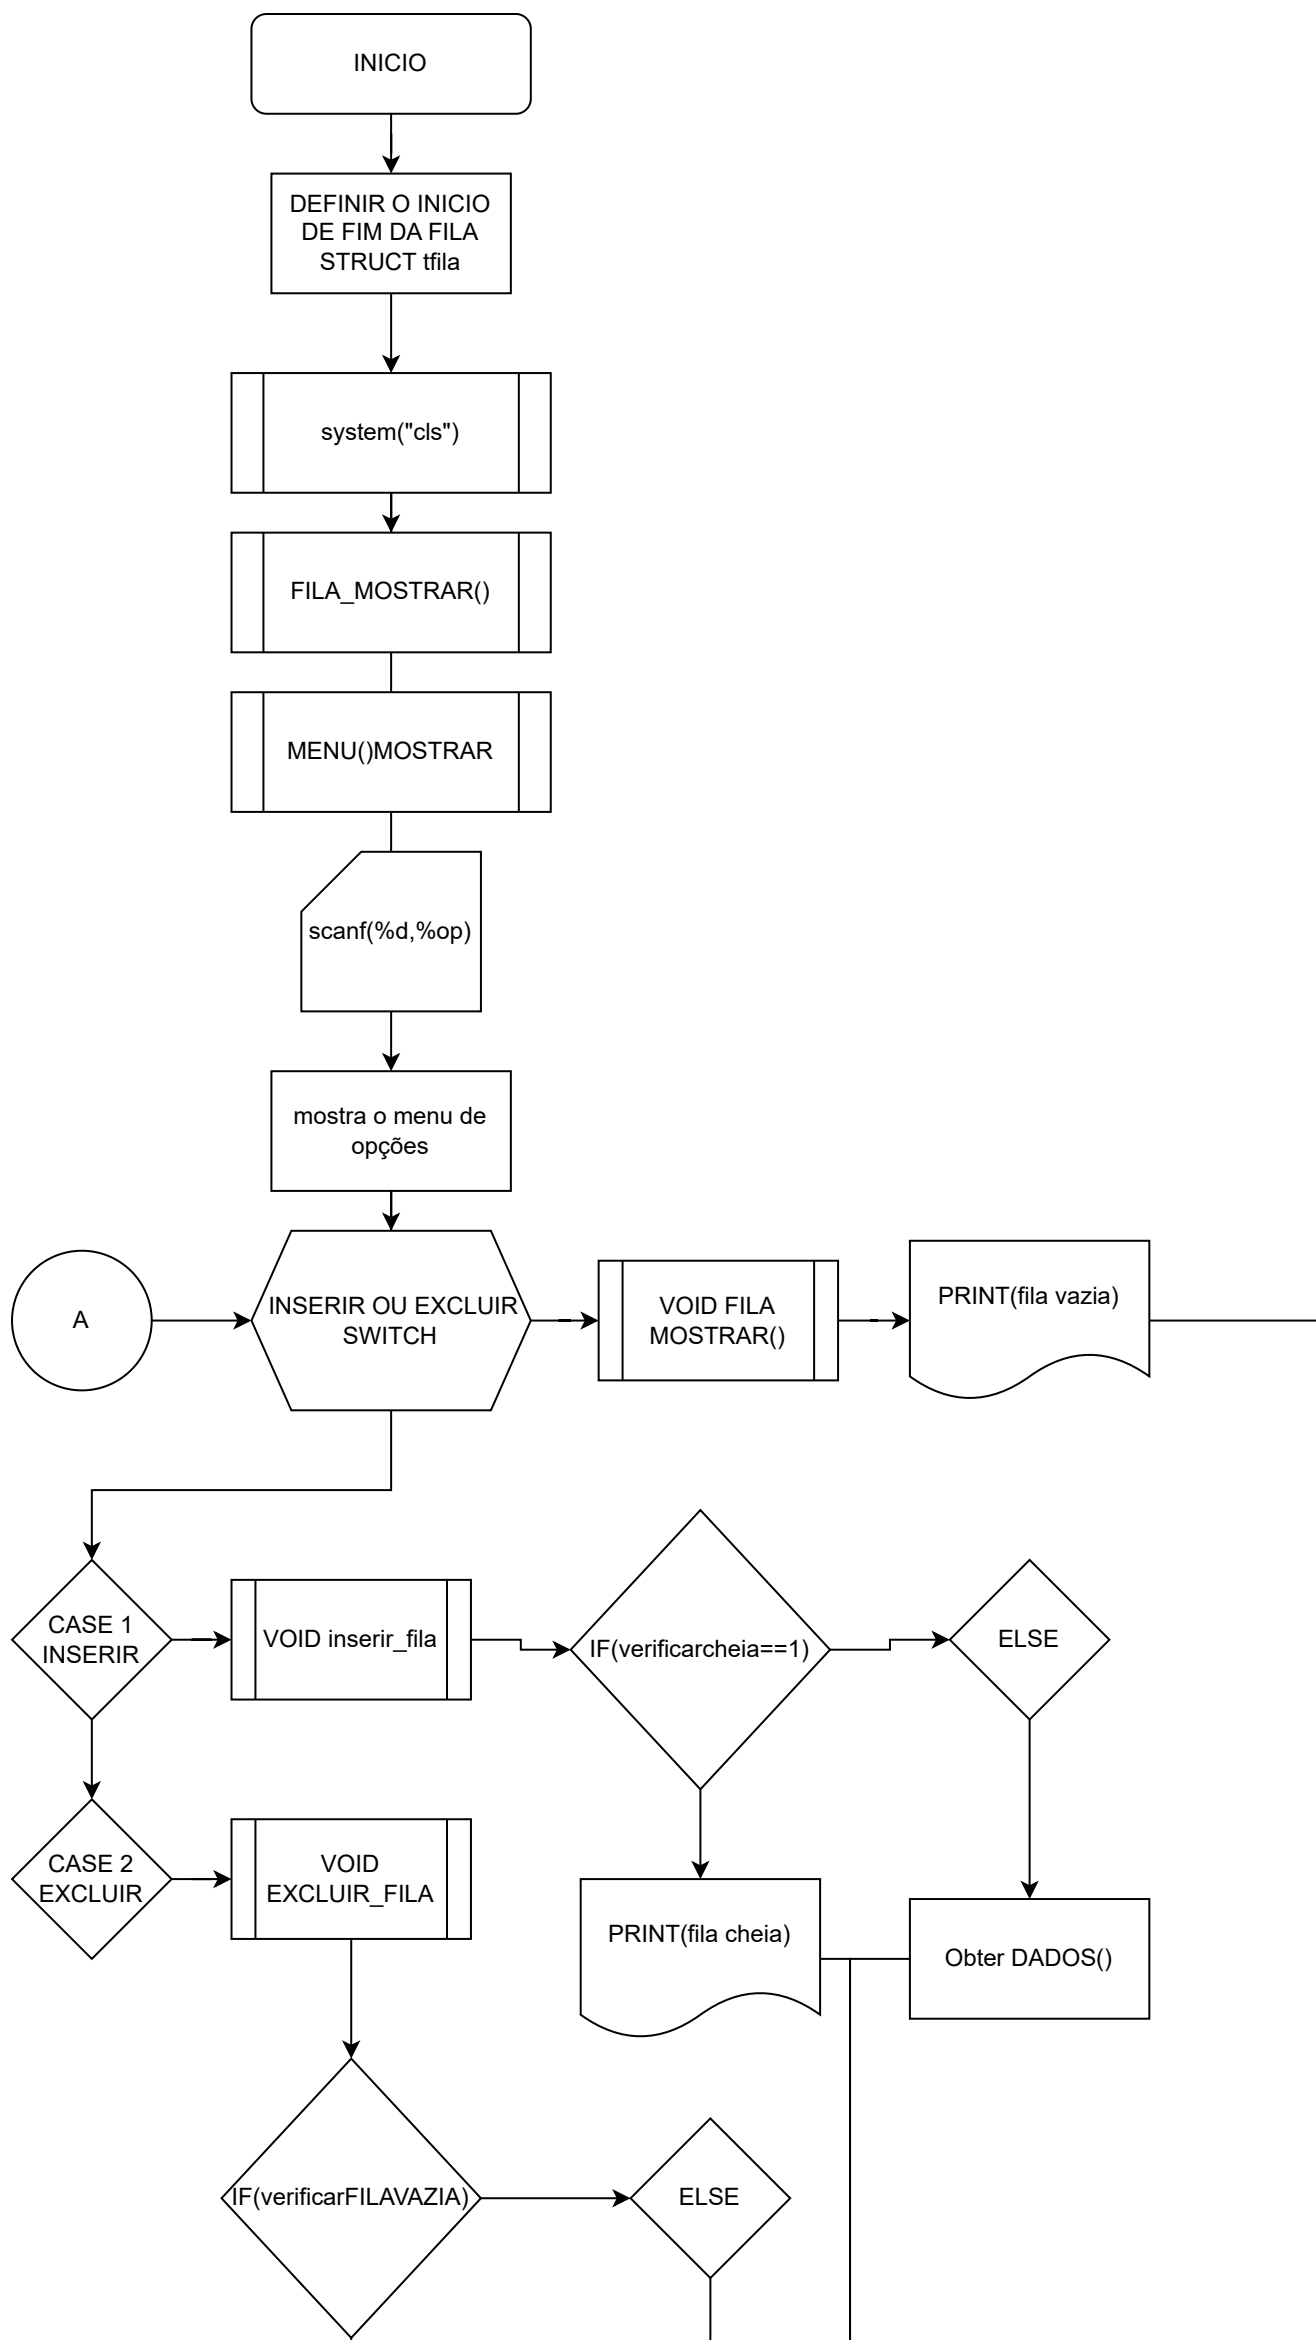 INICIO
DEFINIR O INICIO
DE FIM DA FILA
STRUCT tfila
system("cls")
FILA_MOSTRAR()
MENU()MOSTRAR
scanf(%d,%op)
mostra o menu de
opções
A
INSERIR OU EXCLUIR
SWITCH
VOID FILA
MOSTRAR()
PRINT(fila vazia)
CASE 1
INSERIR
VOID inserir_fila
IF(verificarcheia==1)
ELSE
CASE 2
EXCLUIR
VOID
EXCLUIR_FILA
PRINT(fila cheia)
Obter DADOS()
IF(verificarFILAVAZIA)
ELSE